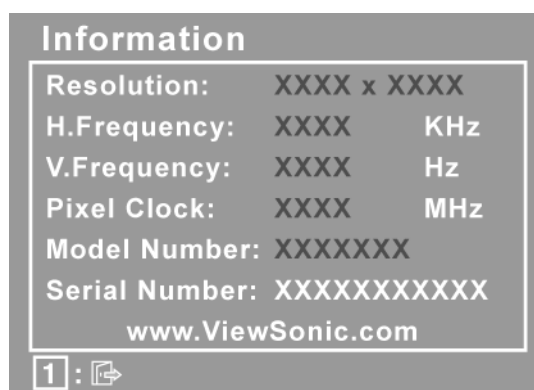 Information
Resolution: XXXX x XXXX
H.Frequency: XXXX KHz
V.Frequency: XXXX Hz
Pixel Clock: XXXX MHz
Model Number: XXXXXXX
Serial Number: XXXXXXXXXXX
www.ViewSonic.com
1 :